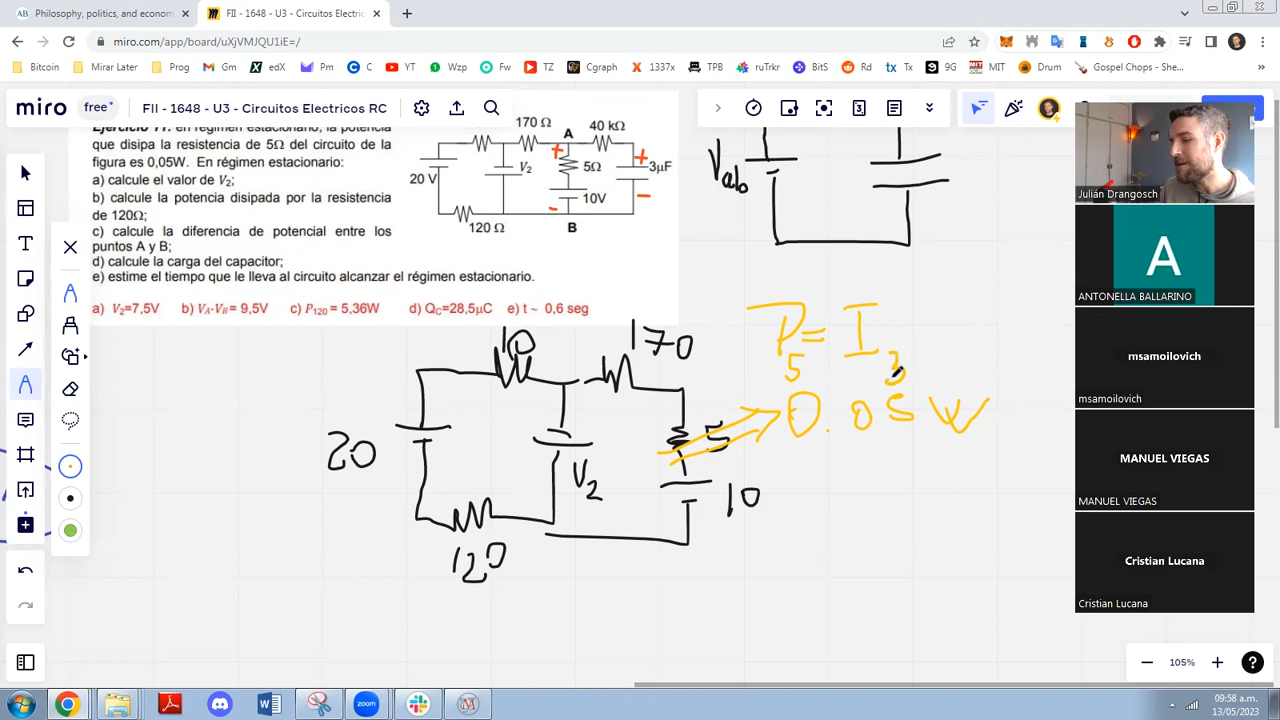 Philosophy, politics, and econom
FII - 1648 - U3 - Circuitos Electrico
miro.com/app/board/uXjVMJQU1iE=/
Bitcoin
Mirar Later
Prog
Gm
edX
Pm
C
YT
Wzp
Fw
TZ
Cgraph
1337x
TPB
ruTrkr
BitS
Rd
Tz
9G
MIT
Drum
Gospel Chops - She...
miro
free
FII - 1648 - U3 - Circuitos Electricos RC
que disipa la resistencia de 5Ω del circuito de la
figura es 0,05W. En régimen estacionario:
a) calcule el valor de V2;
b) calcule la potencia disipada por la resistencia
de 120Ω;
c) calcule la diferencia de potencial entre los
puntos A y B;
d) calcule la carga del capacitor;
e) estime el tiempo que le lleva al circuito alcanzar el régimen estacionario.
a) V2=7,5V b) VA-VB = 9,5V c) P120 = 5,36W d) QC=28,5μC e) t ~ 0,6 seg
170 Ω
A
40 kΩ
+
+
20 V
V2
5Ω
3μF
10V
-
-
120 Ω
B
Vab
10
170
20
V2
5
10
120
P5 = I3
0.05 W
Julián Drangosch
A
ANTONELLA BALLARINO
msamoilovich
msamoilovich
MANUEL VIEGAS
MANUEL VIEGAS
Cristian Lucana
Cristian Lucana
105%
09:58 a.m.
13/05/2023